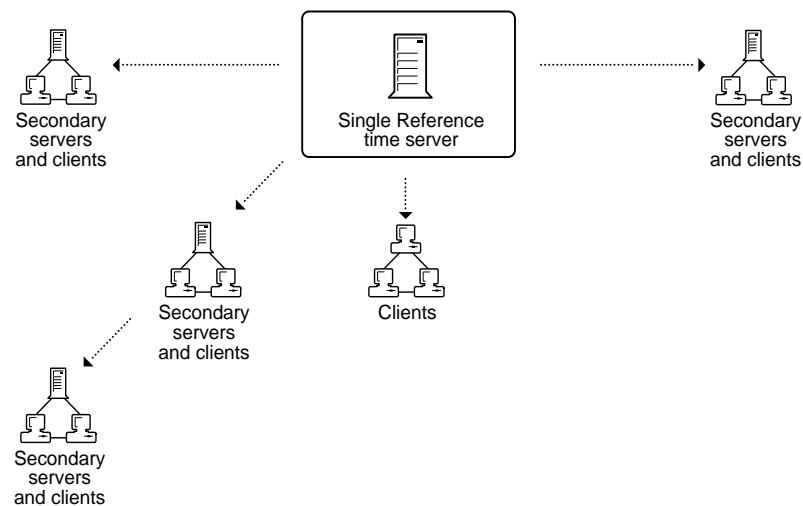 Single Reference
time server
Secondary
servers
and clients
Secondary
servers
and clients
Secondary
servers
and clients
Clients
Secondary
servers
and clients